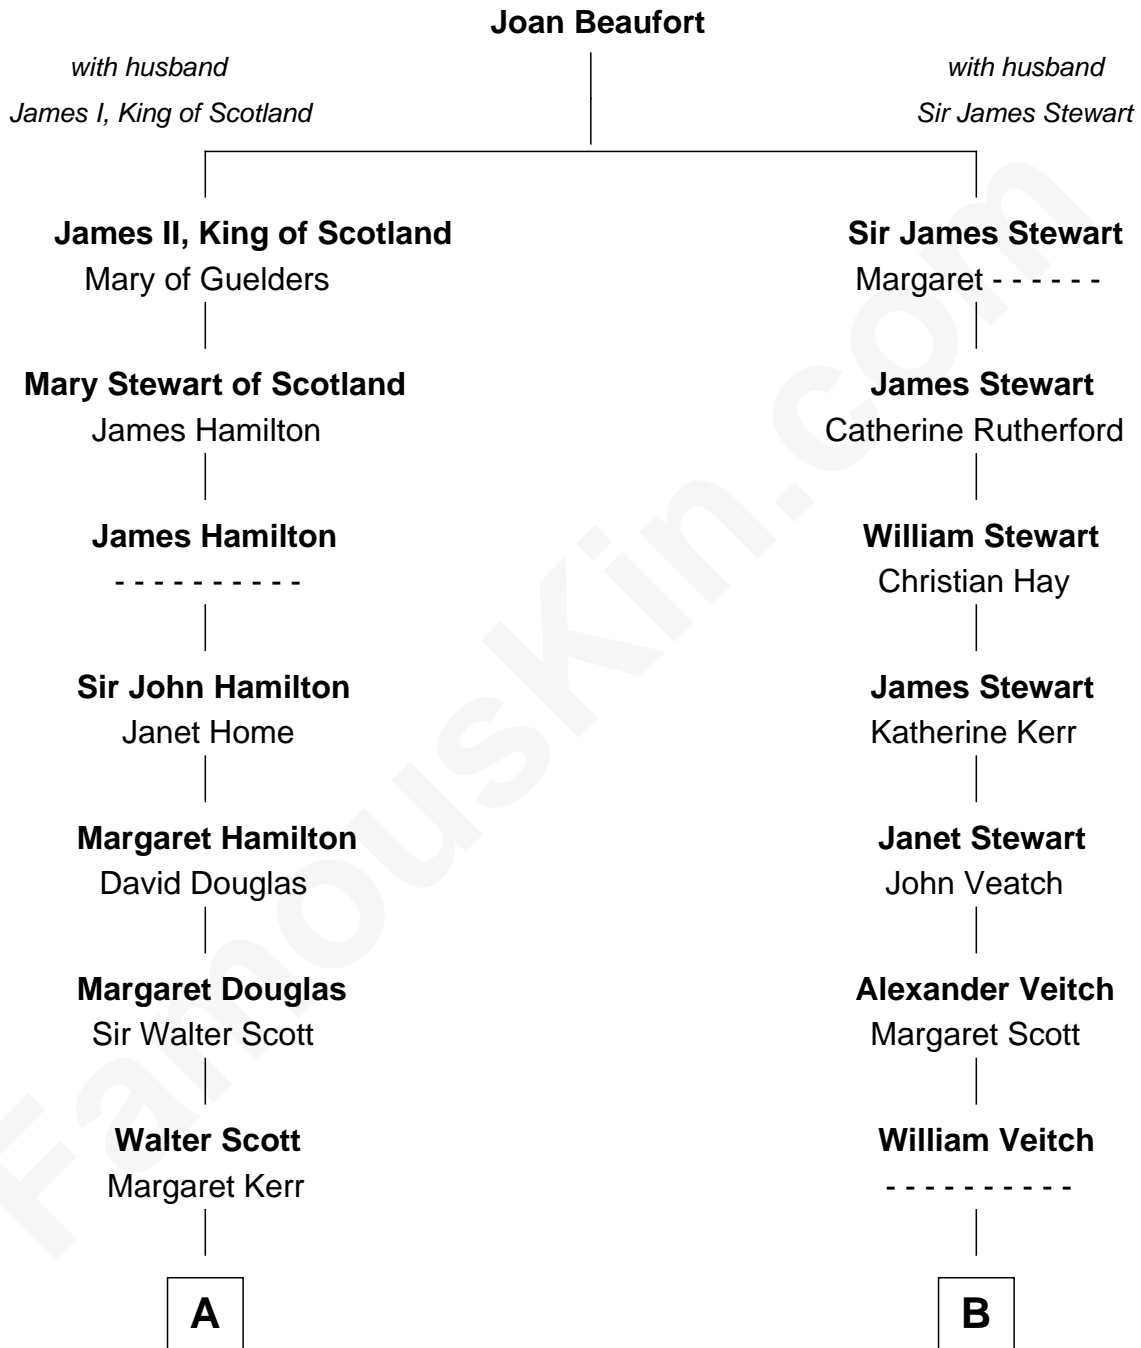 Joan Beaufort
with husband
James I, King of Scotland
with husband
Sir James Stewart
James II, King of Scotland
Mary of Guelders
Sir James Stewart
Margaret - - - - - -
Mary Stewart of Scotland
James Hamilton
James Stewart
Catherine Rutherford
James Hamilton
- - - - - - - - - -
William Stewart
Christian Hay
Sir John Hamilton
Janet Home
James Stewart
Katherine Kerr
Margaret Hamilton
David Douglas
Janet Stewart
John Veatch
Margaret Douglas
Sir Walter Scott
Alexander Veitch
Margaret Scott
Walter Scott
Margaret Kerr
William Veitch
- - - - - - - - - -
A
B
FamousKin.com